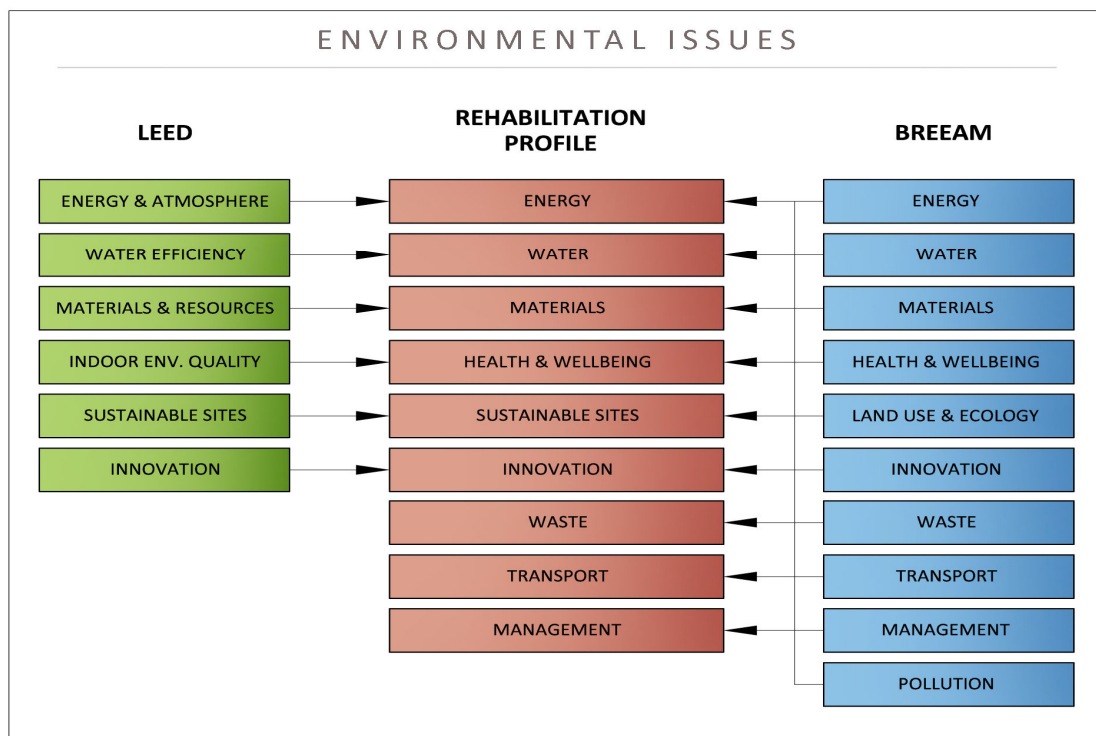 ENVIRONMENTAL ISSUES
LEED
REHABILITATION
PROFILE
BREEAM
ENERGY & ATMOSPHERE
ENERGY
ENERGY
WATER EFFICIENCY
WATER
WATER
MATERIALS & RESOURCES
MATERIALS
MATERIALS
INDOOR ENV. QUALITY
HEALTH & WELLBEING
HEALTH & WELLBEING
SUSTAINABLE SITES
SUSTAINABLE SITES
LAND USE & ECOLOGY
INNOVATION
INNOVATION
INNOVATION
WASTE
WASTE
TRANSPORT
TRANSPORT
MANAGEMENT
MANAGEMENT
POLLUTION